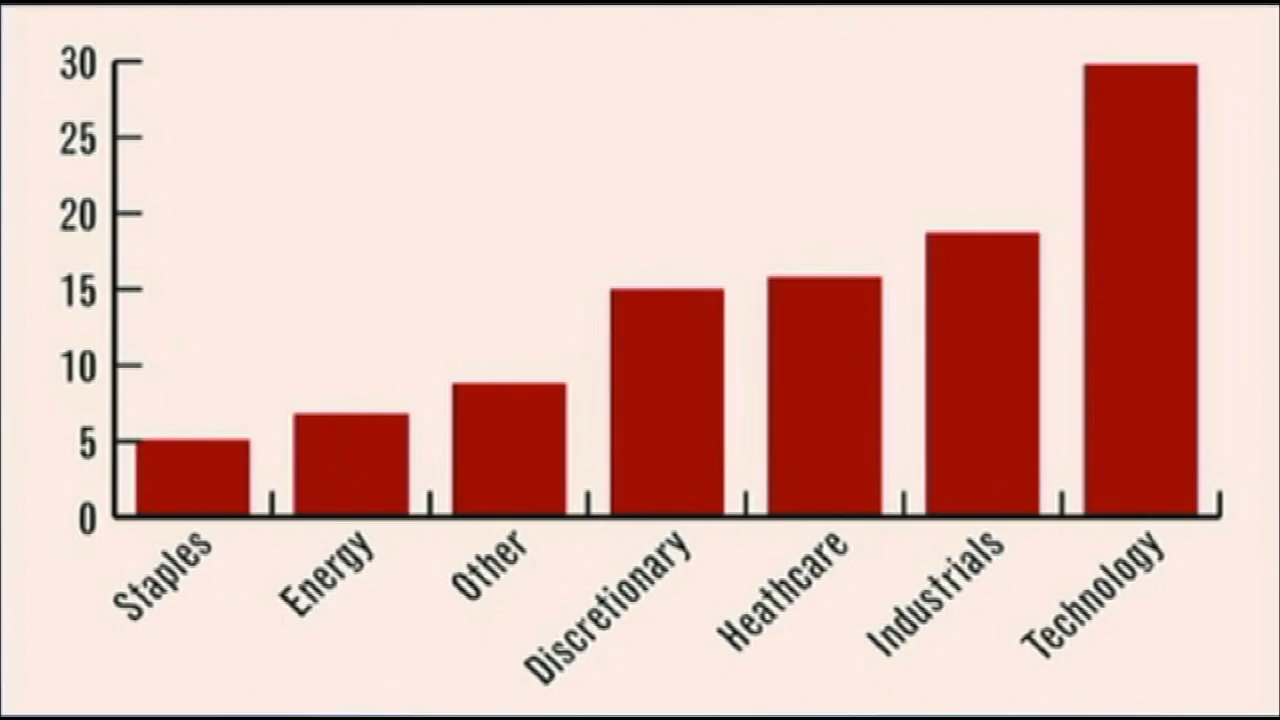 30
25
20
15
10
5
0
Staples
Energy
Other
Discretionary
Heathcare
Industrials
Technology